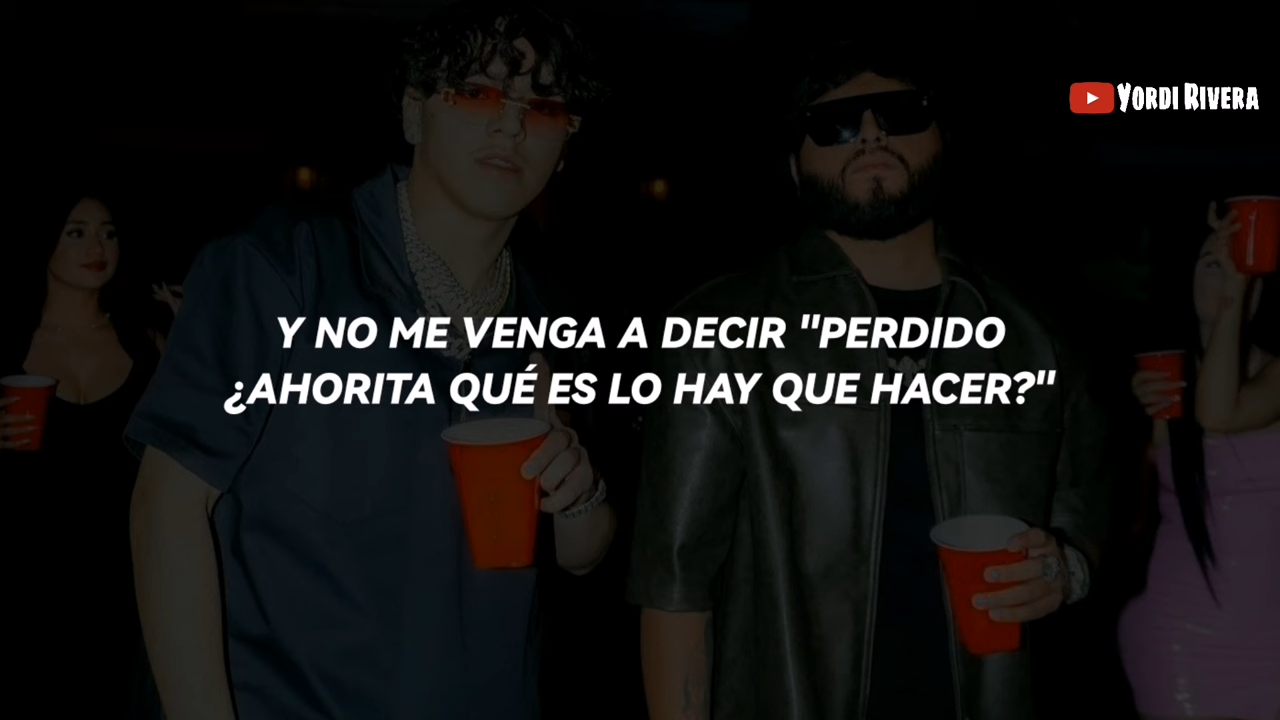 Yordi Rivera
Y NO ME VENGA A DECIR "PERDIDO
¿AHORITA QUÉ ES LO HAY QUE HACER?"